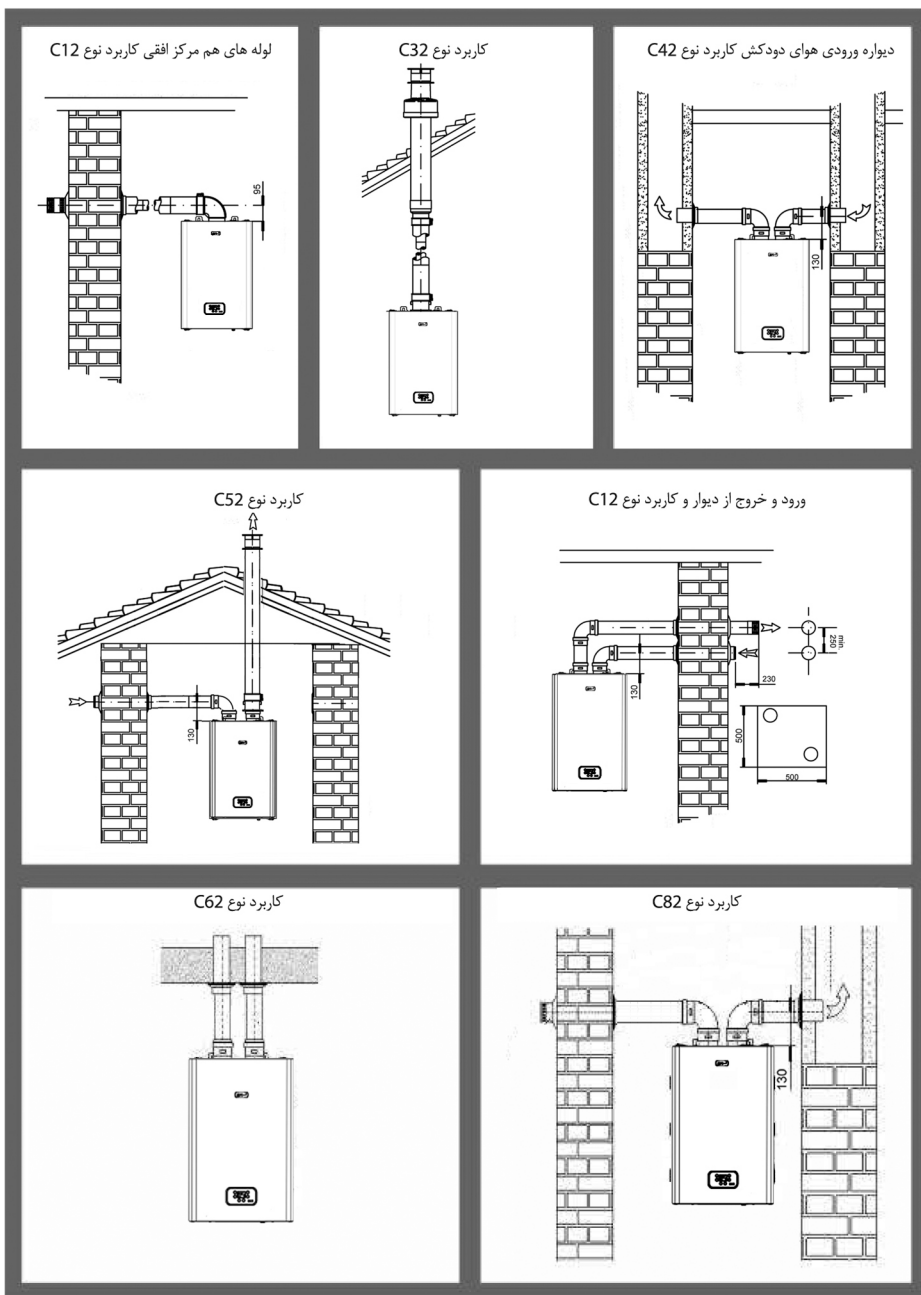 دیواره ورودی هوای دودکش کاربرد نوع C42
130
کاربرد نوع C32
لوله های هم مرکز افقی کاربرد نوع C12
95
ورود و خروج از دیوار و کاربرد نوع C12
130
230
min.
250
500
500
کاربرد نوع C52
130
کاربرد نوع C82
130
کاربرد نوع C62